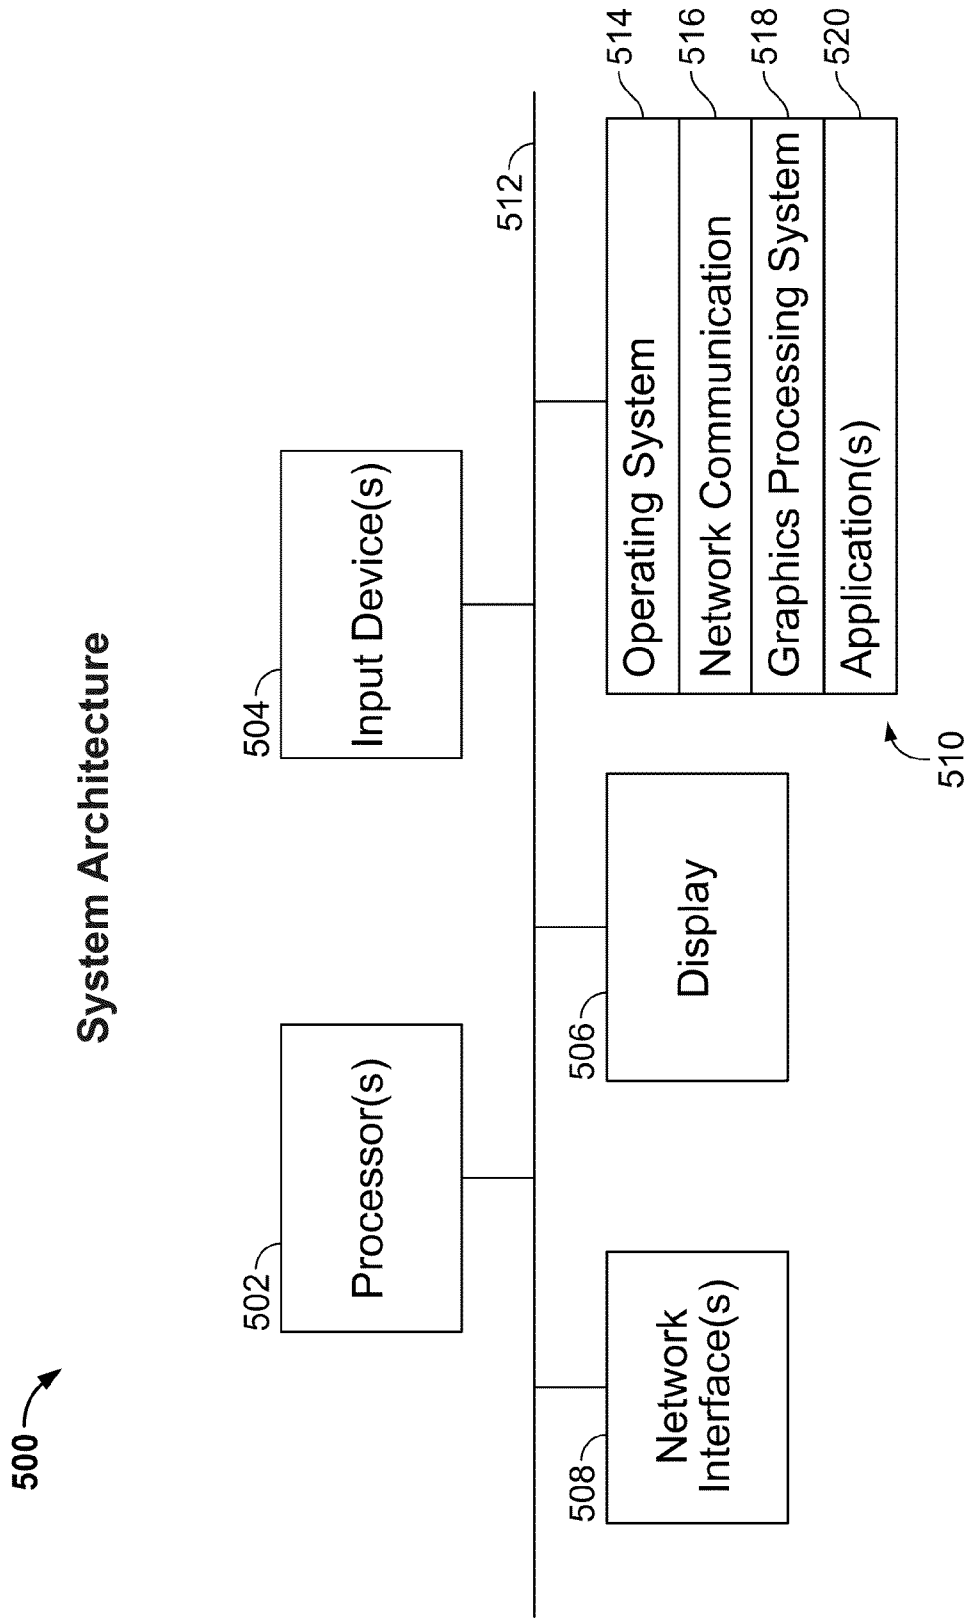 500
System Architecture
502
Processor(s)
504
Input Device(s)
512
508
Network
Interface(s)
506
Display
Operating System
514
Network Communication
516
Graphics Processing System
518
Application(s)
520
510